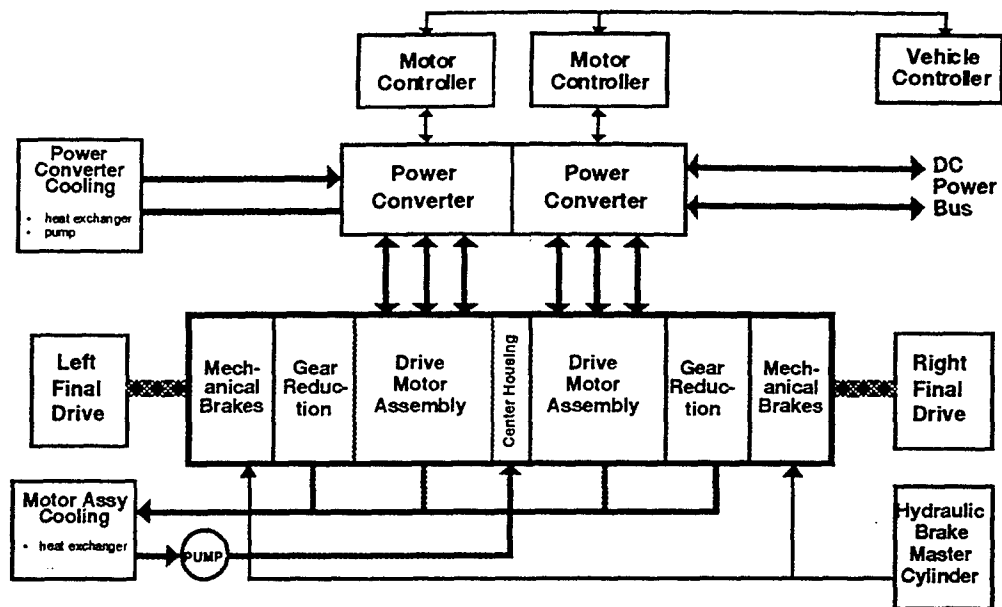 Motor
Controller
Motor
Controller
Vehicle
Controller
Power
Converter
Cooling
• heat exchanger
• pump
Power
Converter
Power
Converter
DC
Power
Bus
Left
Final
Drive
Mech-
anical
Brakes
Gear
Reduc-
tion
Drive
Motor
Assembly
Center Housing
Drive
Motor
Assembly
Gear
Reduc-
tion
Mech-
anical
Brakes
Right
Final
Drive
Motor Assy
Cooling
• heat exchanger
PUMP
Hydraulic
Brake
Master
Cylinder